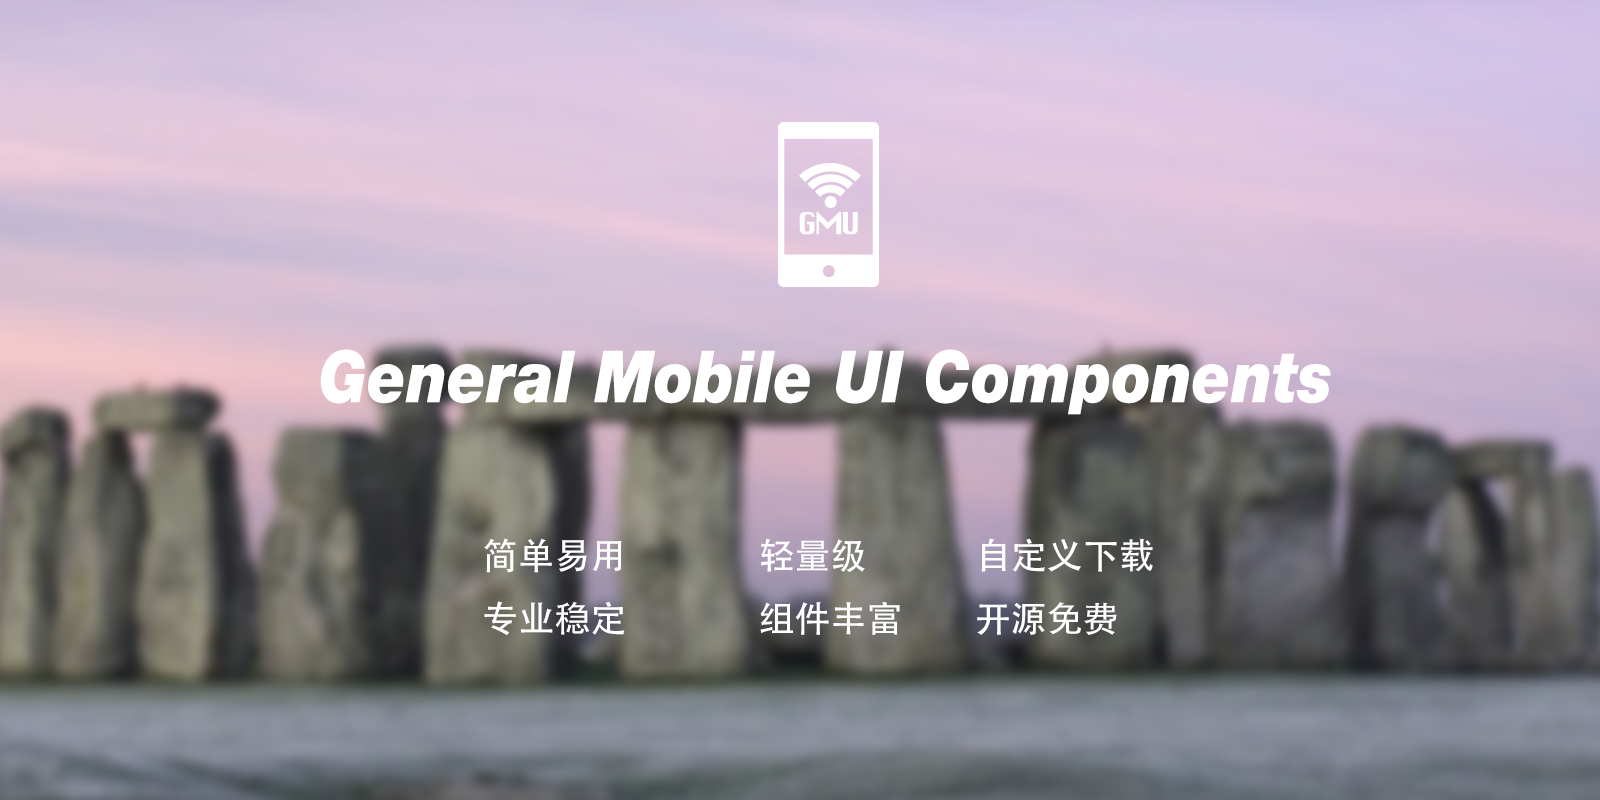 GMU
General Mobile UI Components
简单易用 轻量级 自定义下载
专业稳定 组件丰富 开源免费